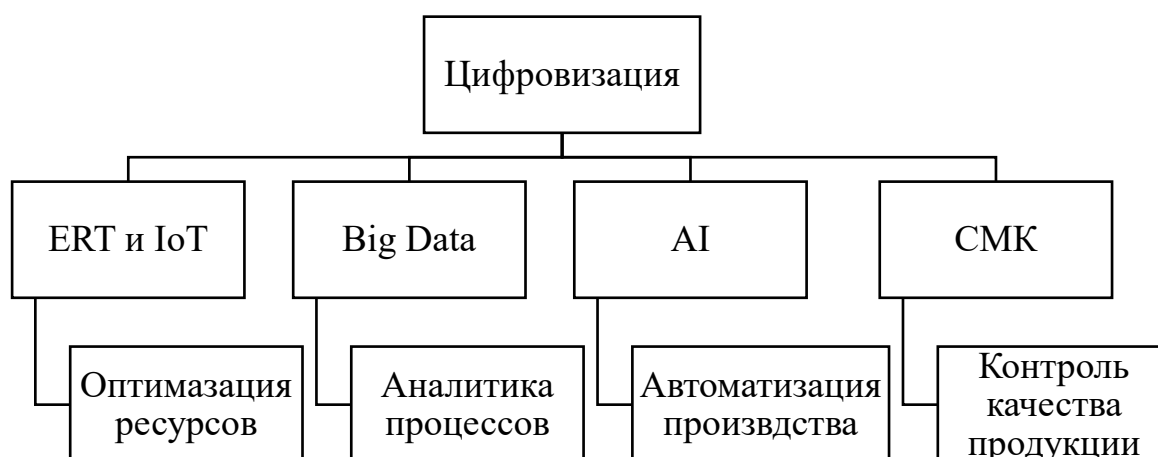 Цифровизация
ERT и IoT
Big Data
AI
СМК
Оптимазация
ресурсов
Аналитика
процессов
Автоматизация
произвдства
Контроль
качества
продукции